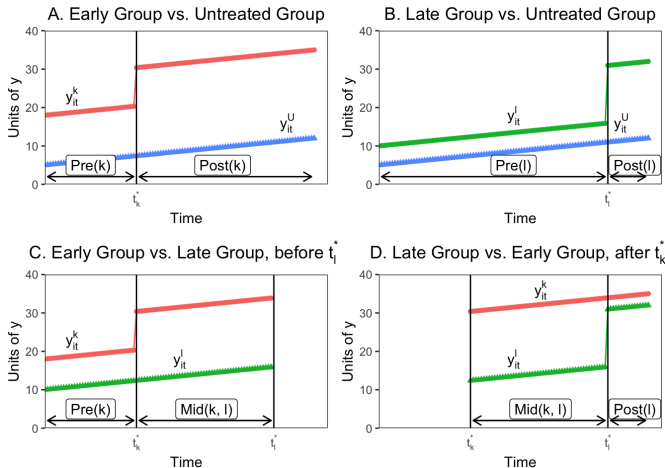 A. Early Group vs. Untreated Group
Units of y
40
30
20
10
0
y_it^k
y_it^U
Pre(k)
Post(k)
t_k^*
Time
B. Late Group vs. Untreated Group
Units of y
40
30
20
10
0
y_it^l
y_it^U
Pre(l)
Post(l)
t_l^*
Time
C. Early Group vs. Late Group, before t_l^*
Units of y
40
30
20
10
0
y_it^k
y_it^l
Pre(k)
Mid(k, l)
t_k^*
t_l^*
Time
D. Late Group vs. Early Group, after t_k^*
Units of y
40
30
20
10
0
y_it^k
y_it^l
Mid(k, l)
Post(l)
t_k^*
t_l^*
Time